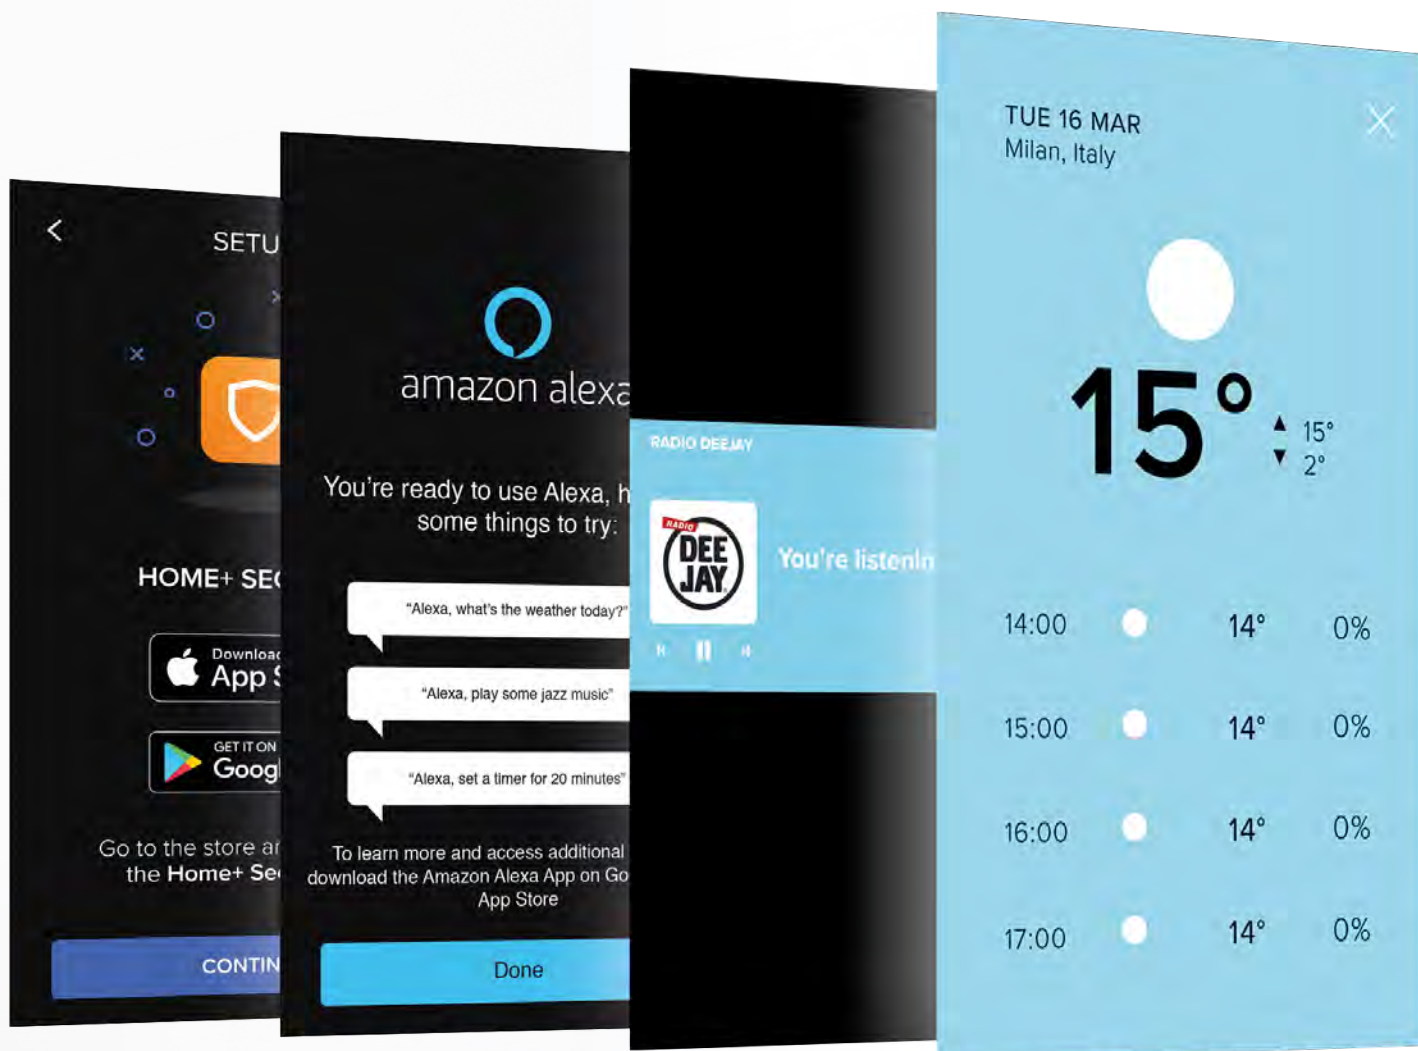 SETU
HOME+ SEC
Download
App S
GET IT ON
Googl
Go to the store an
the Home+ Sec
CONTIN
amazon alexa
You're ready to use Alexa, h
some things to try:
"Alexa, what's the weather today?"
"Alexa, play some jazz music"
"Alexa, set a timer for 20 minutes"
To learn more and access additional
download the Amazon Alexa App on Go
App Store
Done
RADIO DEEJAY
RADIO
DEE
JAY
You're listenin
TUE 16 MAR
Milan, Italy
15°
15°
2°
14:00 14° 0%
15:00 14° 0%
16:00 14° 0%
17:00 14° 0%